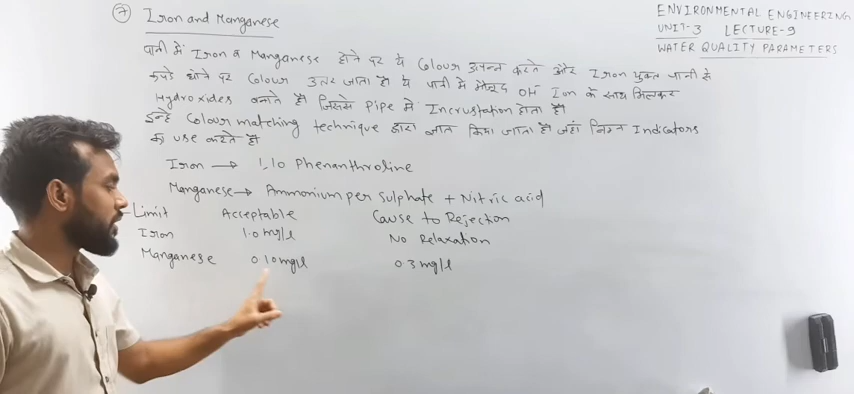 ⑦ Iron and Manganese
ENVIRONMENTAL ENGINEERING
UNIT-3 LECTURE-9
WATER QUALITY PARAMETERS
पानी में Iron व Manganese होने पर ये Colour उत्पन्न करते और Iron युक्त पानी से
कपडे धोने पर Colour उतर जाता है। ये पानी में मौजूद OH Ion के साथ मिलकर
Hydroxides बनाते हैं। जिससे Pipe में Incrustation होता है।
इन्हे Colour matching technique द्वारा ज्ञात किया जाता है। जहां निम्न Indicators
का use करते है।
Iron → 1,10 Phenanthroline
Manganese → Ammonium per sulphate + Nitric acid
Limit Acceptable Cause to Rejection
Iron 1.0 mg/l No Relaxation
Manganese 0.10 mg/l 0.3 mg/l